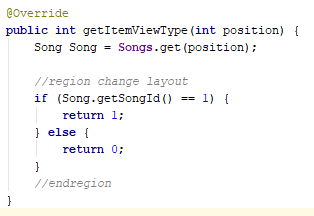 @Override
public int getItemViewType(int position) {
    Song Song = Songs.get(position);

    //region change layout
    if (Song.getSongId() == 1) {
        return 1;
    } else {
        return 0;
    }
    //endregion
}